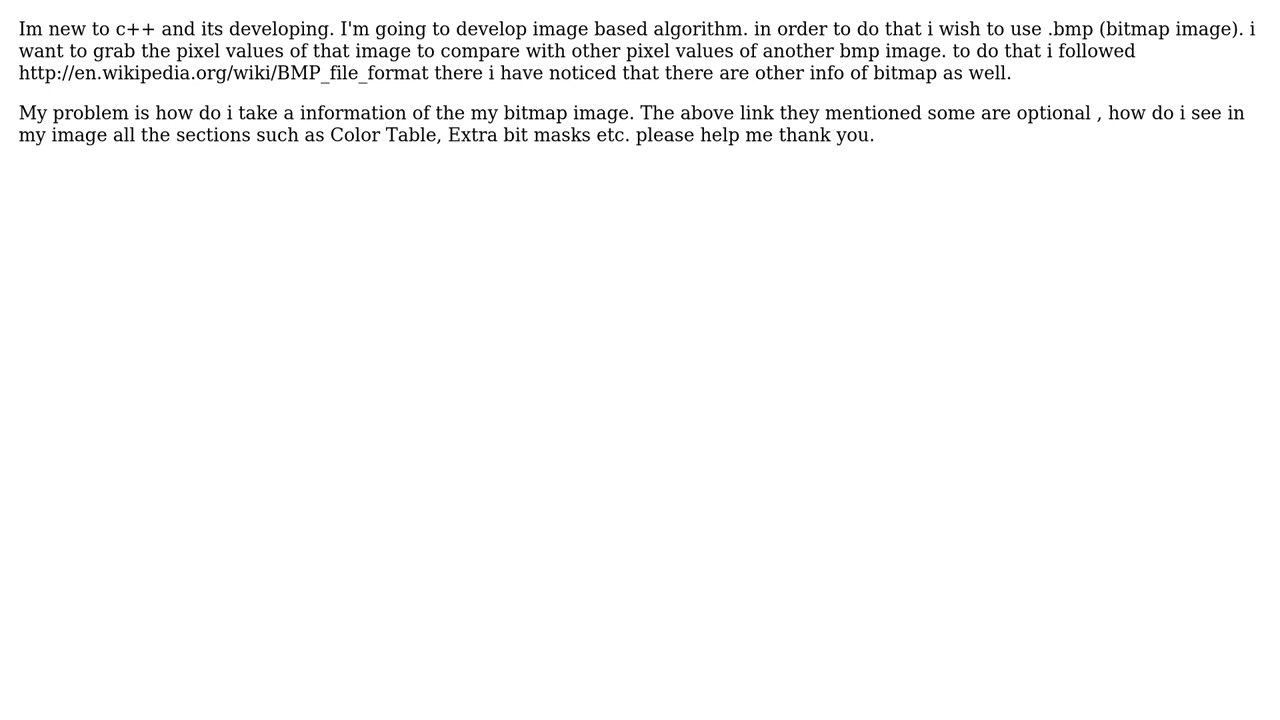 Im new to c++ and its developing. I'm going to develop image based algorithm. in order to do that i wish to use .bmp (bitmap image). i
want to grab the pixel values of that image to compare with other pixel values of another bmp image. to do that i followed
http://en.wikipedia.org/wiki/BMP_file_format there i have noticed that there are other info of bitmap as well.
My problem is how do i take a information of the my bitmap image. The above link they mentioned some are optional , how do i see in
my image all the sections such as Color Table, Extra bit masks etc. please help me thank you.